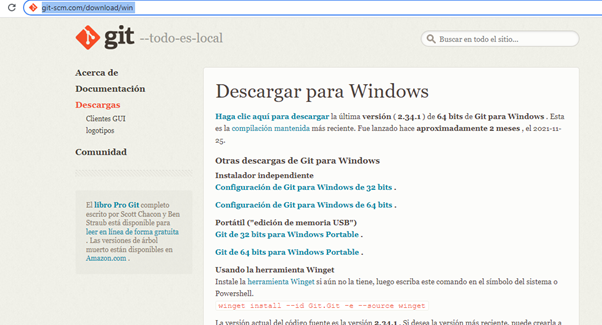 git-scm.com/download/win
git --todo-es-local
Buscar en todo el sitio...
Acerca de
Documentación
Descargas
Clientes GUI
logotipos
Comunidad
El libro Pro Git completo
escrito por Scott Chacon y Ben
Straub está disponible para
leer en línea de forma gratuita
. Las versiones de árbol
muerto están disponibles en
Amazon.com .
Descargar para Windows
Haga clic aquí para descargar la última versión ( 2.34.1 ) de 64 bits de Git para Windows . Esta
es la compilación mantenida más reciente. Fue lanzado hace aproximadamente 2 meses , el 2021-11-
25.
Otras descargas de Git para Windows
Instalador independiente
Configuración de Git para Windows de 32 bits .
Configuración de Git para Windows de 64 bits .
Portátil ("edición de memoria USB")
Git de 32 bits para Windows Portable .
Git de 64 bits para Windows Portable .
Usando la herramienta Winget
Instale la herramienta Winget si aún no la tiene, luego escriba este comando en el símbolo del sistema o
Powershell.
winget install --id Git.Git -e --source winget
La versión actual del código fuente es la versión 2.34.1 . Si desea la versión más reciente, puede crearla a